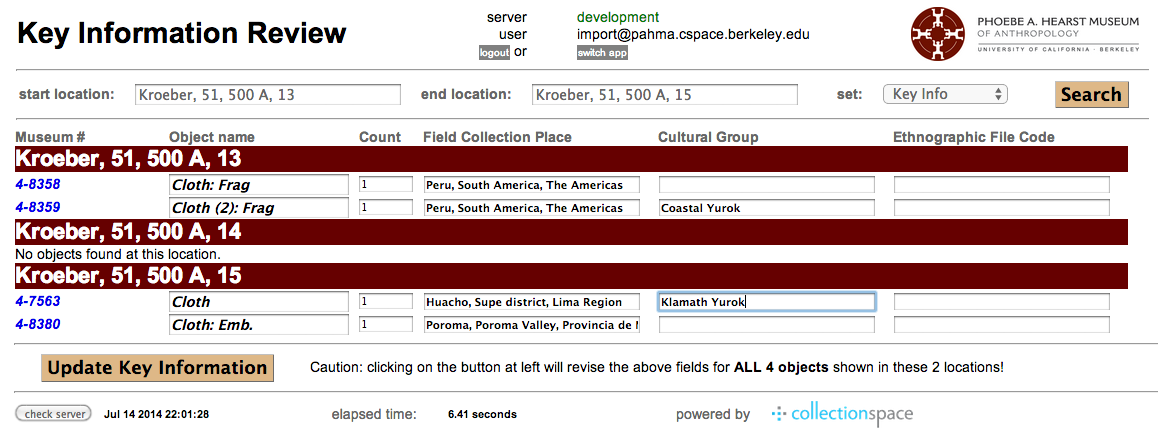 Key Information Review
server development
user import@pahma.cspace.berkeley.edu
logout or switch app
PHOEBE A. HEARST MUSEUM
OF ANTHROPOLOGY
UNIVERSITY OF CALIFORNIA · BERKELEY
start location: Kroeber, 51, 500 A, 13 end location: Kroeber, 51, 500 A, 15 set: Key Info Search
Museum # Object name Count Field Collection Place Cultural Group Ethnographic File Code
Kroeber, 51, 500 A, 13
4-8358 Cloth: Frag 1 Peru, South America, The Americas
4-8359 Cloth (2): Frag 1 Peru, South America, The Americas Coastal Yurok
Kroeber, 51, 500 A, 14
No objects found at this location.
Kroeber, 51, 500 A, 15
4-7563 Cloth 1 Huacho, Supe district, Lima Region Klamath Yurok
4-8380 Cloth: Emb. 1 Poroma, Poroma Valley, Provincia de
Update Key Information Caution: clicking on the button at left will revise the above fields for ALL 4 objects shown in these 2 locations!
check server Jul 14 2014 22:01:28 elapsed time: 6.41 seconds powered by collectionspace